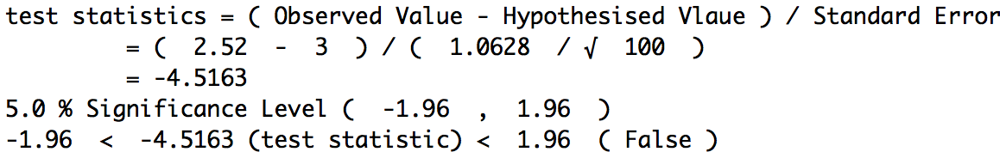 test statistics = ( Observed Value - Hypothesised Vlaue ) / Standard Error
= ( 2.52 - 3 ) / ( 1.0628 / √ 100 )
= -4.5163
5.0 % Significance Level ( -1.96 , 1.96 )
-1.96 < -4.5163 (test statistic) < 1.96 ( False )